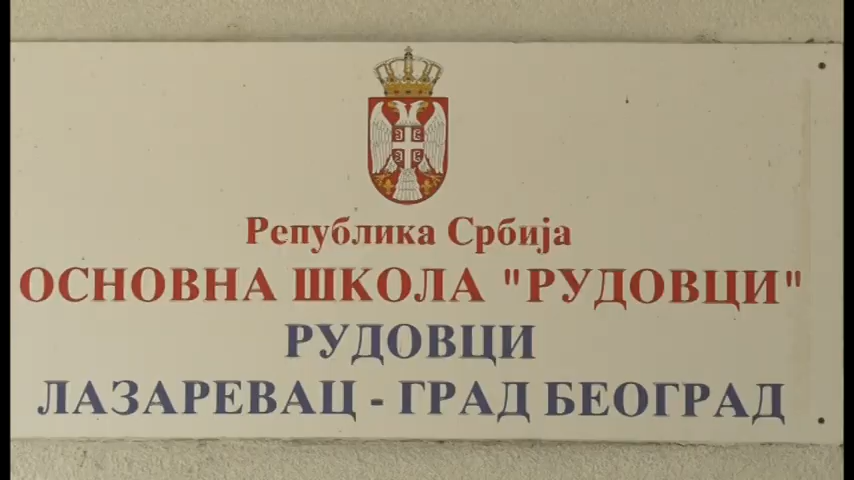 Република Србија
ОСНОВНА ШКОЛА "РУДОВЦИ"
РУДОВЦИ
ЛАЗАРЕВАЦ - ГРАД БЕОГРАД